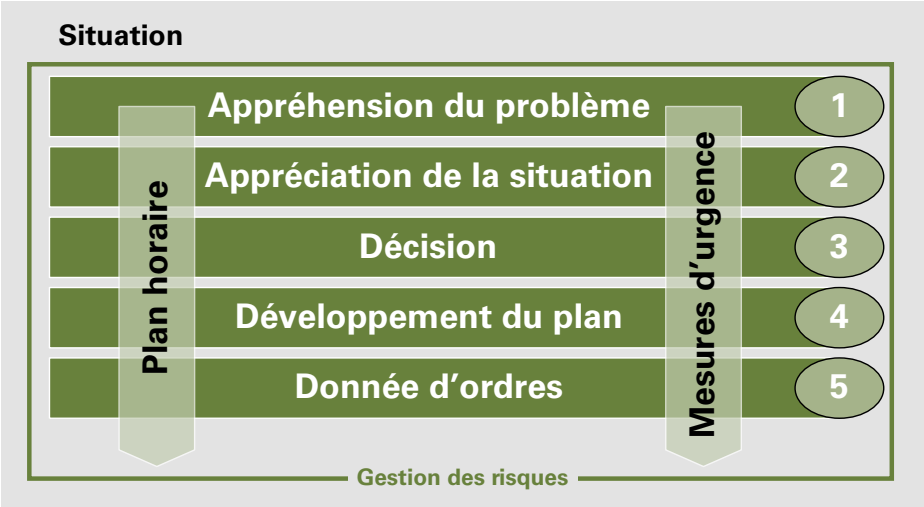 Situation
Appréhension du problème 1
Appréciation de la situation 2
Décision 3
Développement du plan 4
Donnée d’ordres 5
Plan horaire
Mesures d’urgence
Gestion des risques